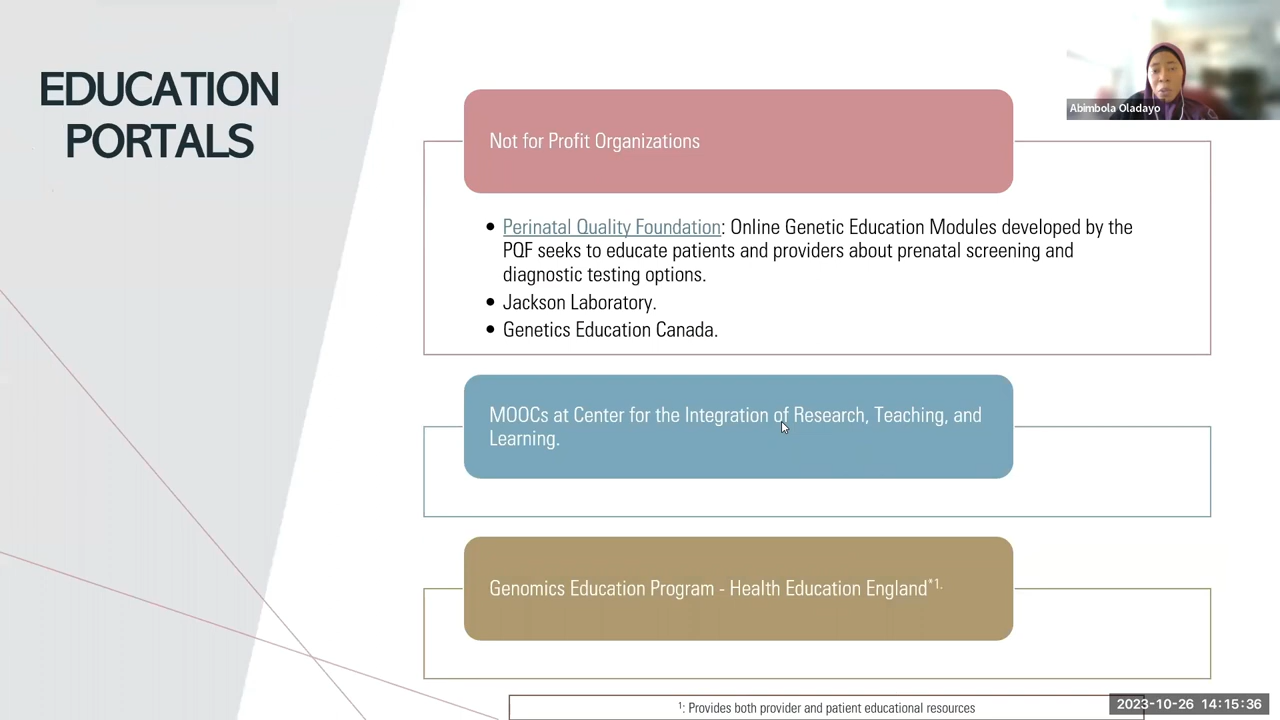 EDUCATION
PORTALS
Abimbola Oladayo
Not for Profit Organizations
• Perinatal Quality Foundation: Online Genetic Education Modules developed by the
PQF seeks to educate patients and providers about prenatal screening and
diagnostic testing options.
• Jackson Laboratory.
• Genetics Education Canada.
MOOCs at Center for the Integration of Research, Teaching, and
Learning.
Genomics Education Program - Health Education England*1.
1: Provides both provider and patient educational resources
2023-10-26 14:15:36